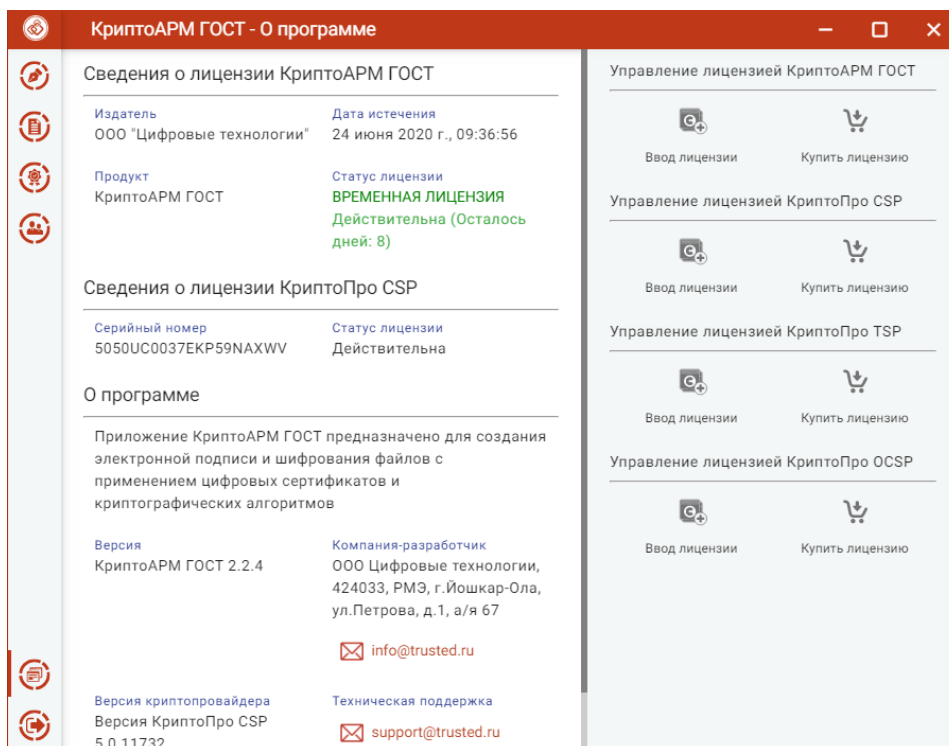 КриптоАРМ ГОСТ - О программе
Сведения о лицензии КриптоАРМ ГОСТ
Издатель
ООО "Цифровые технологии"
Дата истечения
24 июня 2020 г., 09:36:56
Продукт
КриптоАРМ ГОСТ
Статус лицензии
ВРЕМЕННАЯ ЛИЦЕНЗИЯ
Действительна (Осталось
дней: 8)
Сведения о лицензии КриптоПро CSP
Серийный номер
5050UC0037EKP59NAXWV
Статус лицензии
Действительна
О программе
Приложение КриптоАРМ ГОСТ предназначено для создания
электронной подписи и шифрования файлов с
применением цифровых сертификатов и
криптографических алгоритмов
Версия
КриптоАРМ ГОСТ 2.2.4
Компания-разработчик
ООО Цифровые технологии,
424033, РМЭ, г.Йошкар-Ола,
ул.Петрова, д.1, а/я 67
info@trusted.ru
Версия криптопровайдера
Версия КриптоПро CSP
5.0.11732
Техническая поддержка
support@trusted.ru
Управление лицензией КриптоАРМ ГОСТ
Ввод лицензии
Купить лицензию
Управление лицензией КриптоПро CSP
Ввод лицензии
Купить лицензию
Управление лицензией КриптоПро TSP
Ввод лицензии
Купить лицензию
Управление лицензией КриптоПро OCSP
Ввод лицензии
Купить лицензию